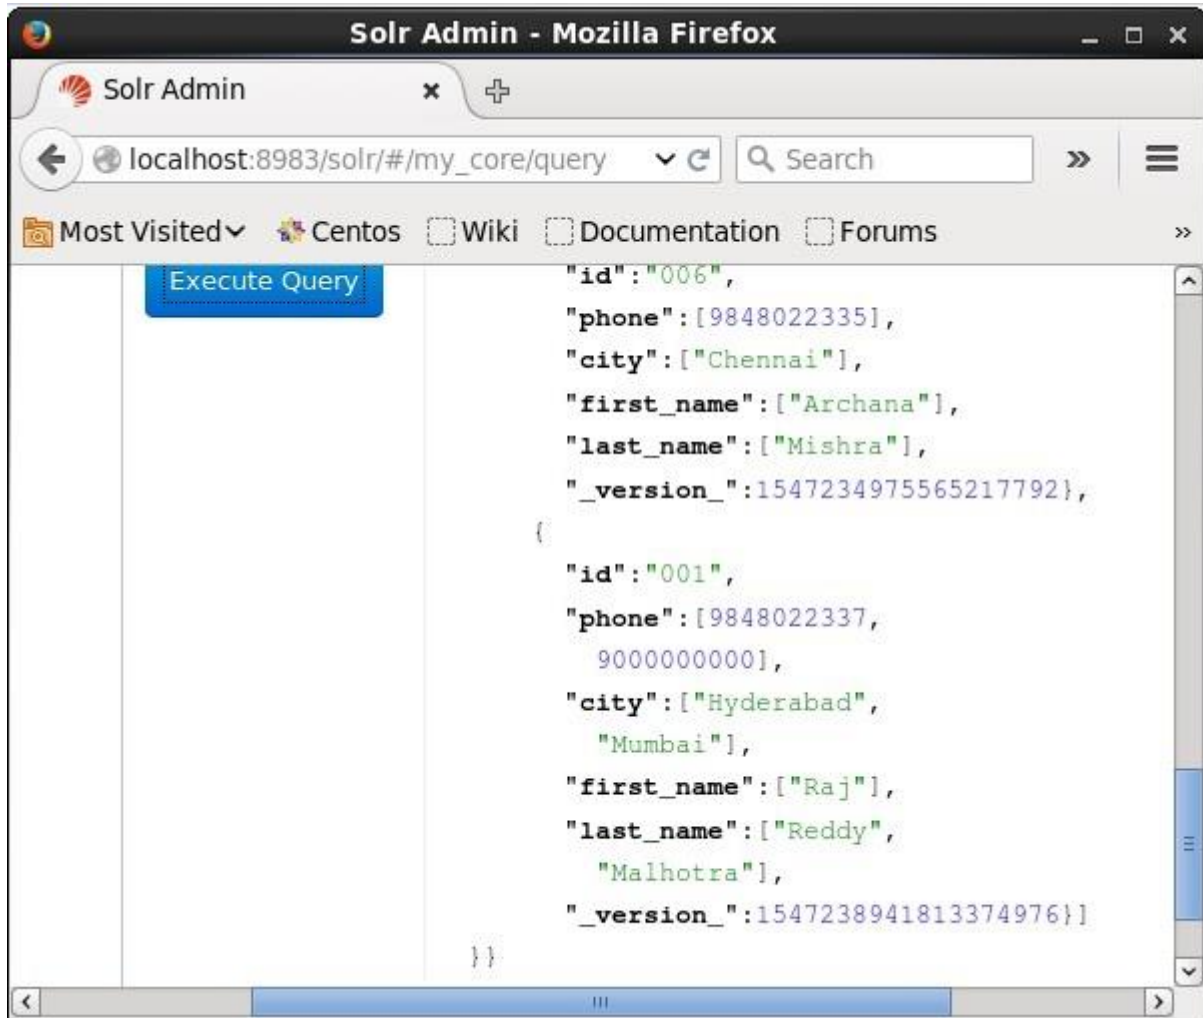 Solr Admin - Mozilla Firefox
Solr Admin
localhost:8983/solr/#/my_core/query
Search
Most Visited
Centos
Wiki
Documentation
Forums
Execute Query
"id":"006",
"phone":[9848022335],
"city":["Chennai"],
"first_name":["Archana"],
"last_name":["Mishra"],
"_version_":1547234975565217792},
{
"id":"001",
"phone":[9848022337,
9000000000],
"city":["Hyderabad",
"Mumbai"],
"first_name":["Raj"],
"last_name":["Reddy",
"Malhotra"],
"_version_":1547238941813374976}]
}}